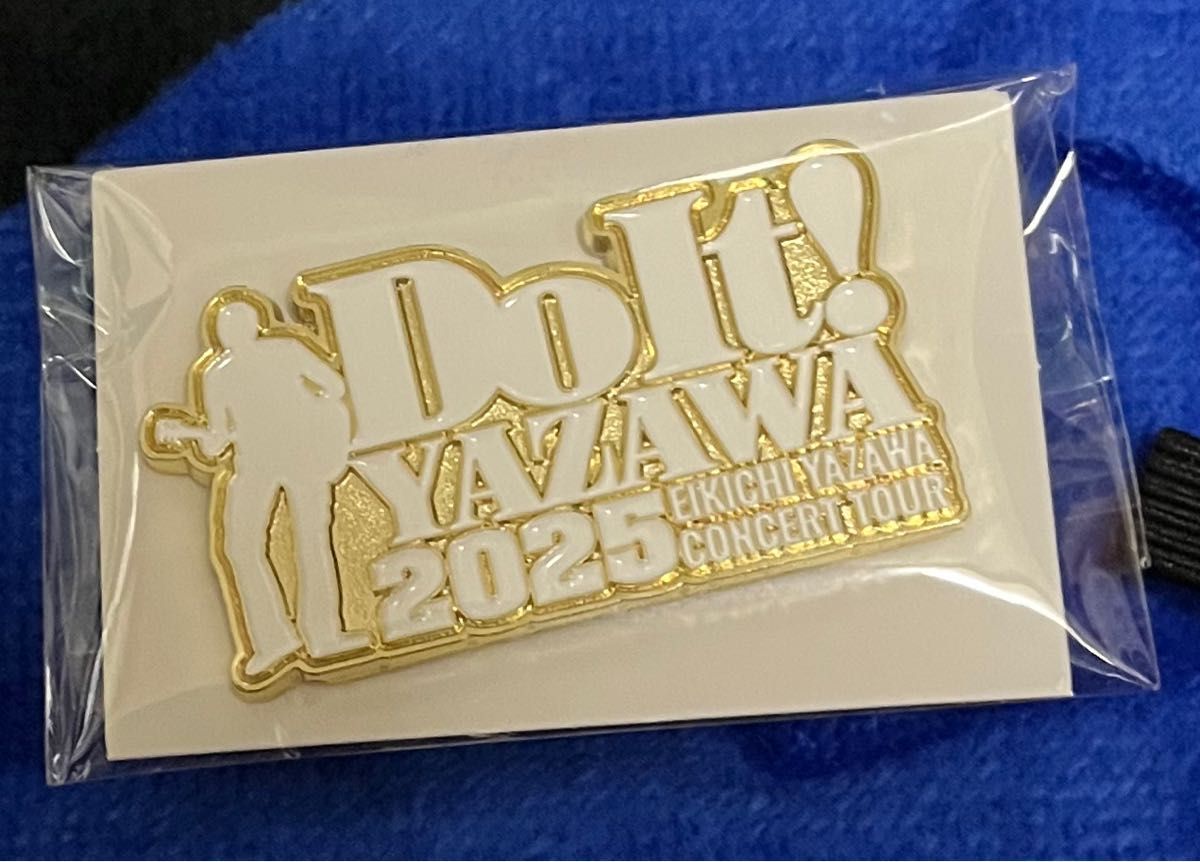 Do It!
YAZAWA
2025
EIKICHI YAZAWA
CONCERT TOUR